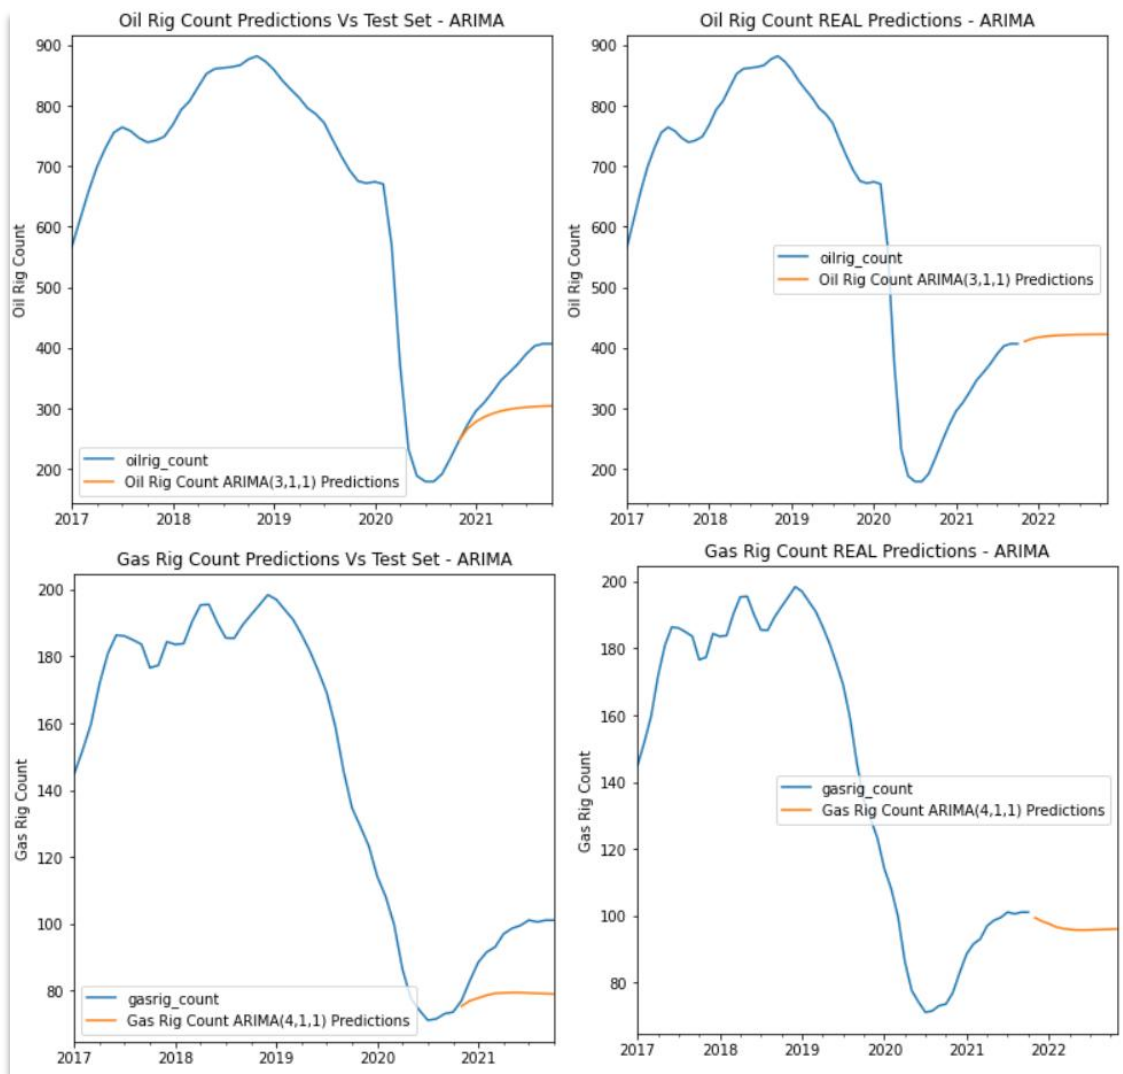 Oil Rig Count Predictions Vs Test Set - ARIMA
900
800
700
600
500
400
300
200
Oil Rig Count
oilrig_count
Oil Rig Count ARIMA(3,1,1) Predictions
2017 2018 2019 2020 2021
Oil Rig Count REAL Predictions - ARIMA
900
800
700
600
500
400
300
200
Oil Rig Count
oilrig_count
Oil Rig Count ARIMA(3,1,1) Predictions
2017 2018 2019 2020 2021 2022
Gas Rig Count Predictions Vs Test Set - ARIMA
200
180
160
140
120
100
80
Gas Rig Count
gasrig_count
Gas Rig Count ARIMA(4,1,1) Predictions
2017 2018 2019 2020 2021
Gas Rig Count REAL Predictions - ARIMA
200
180
160
140
120
100
80
Gas Rig Count
gasrig_count
Gas Rig Count ARIMA(4,1,1) Predictions
2017 2018 2019 2020 2021 2022